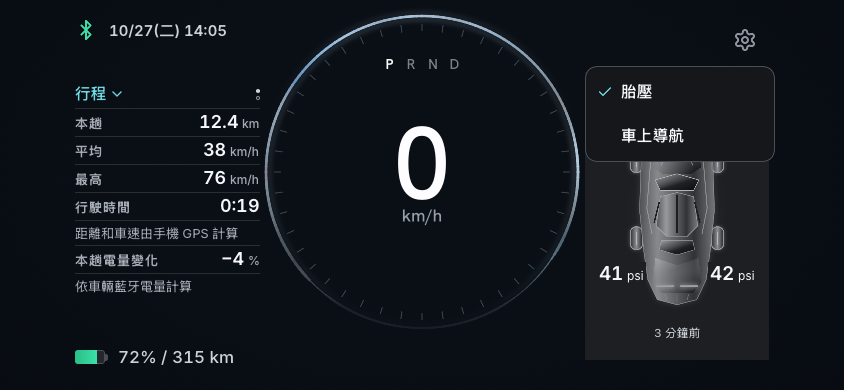 10/27(二) 14:05
P R N D
行程
本趟 12.4 km
平均 38 km/h
最高 76 km/h
行駛時間 0:19
距離和車速由手機 GPS 計算
本趟電量變化 −4 %
依車輛藍牙電量計算
72% / 315 km
0
km/h
胎壓
車上導航
41 psi 42 psi
3 分鐘前